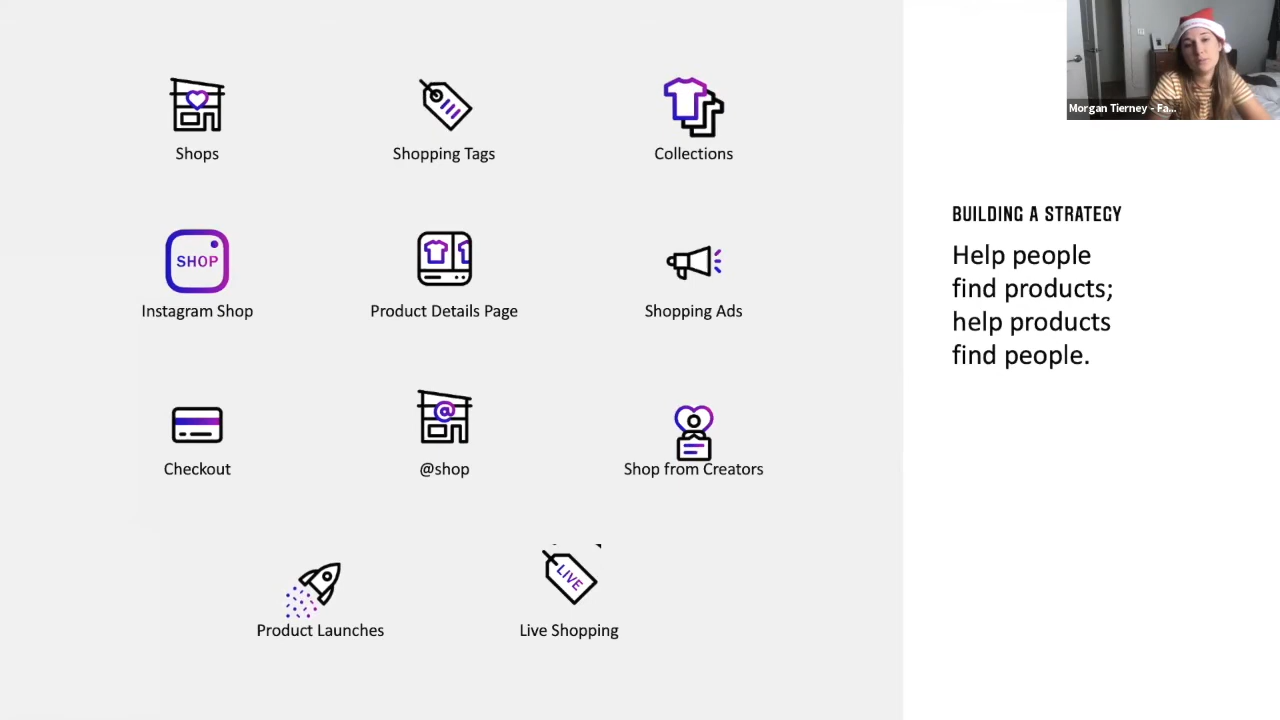 Morgan Tierney - Fa...
Shops
Shopping Tags
Collections
SHOP
Instagram Shop
Product Details Page
Shopping Ads
@
Checkout
@shop
Shop from Creators
LIVE
Product Launches
Live Shopping
BUILDING A STRATEGY
Help people
find products;
help products
find people.